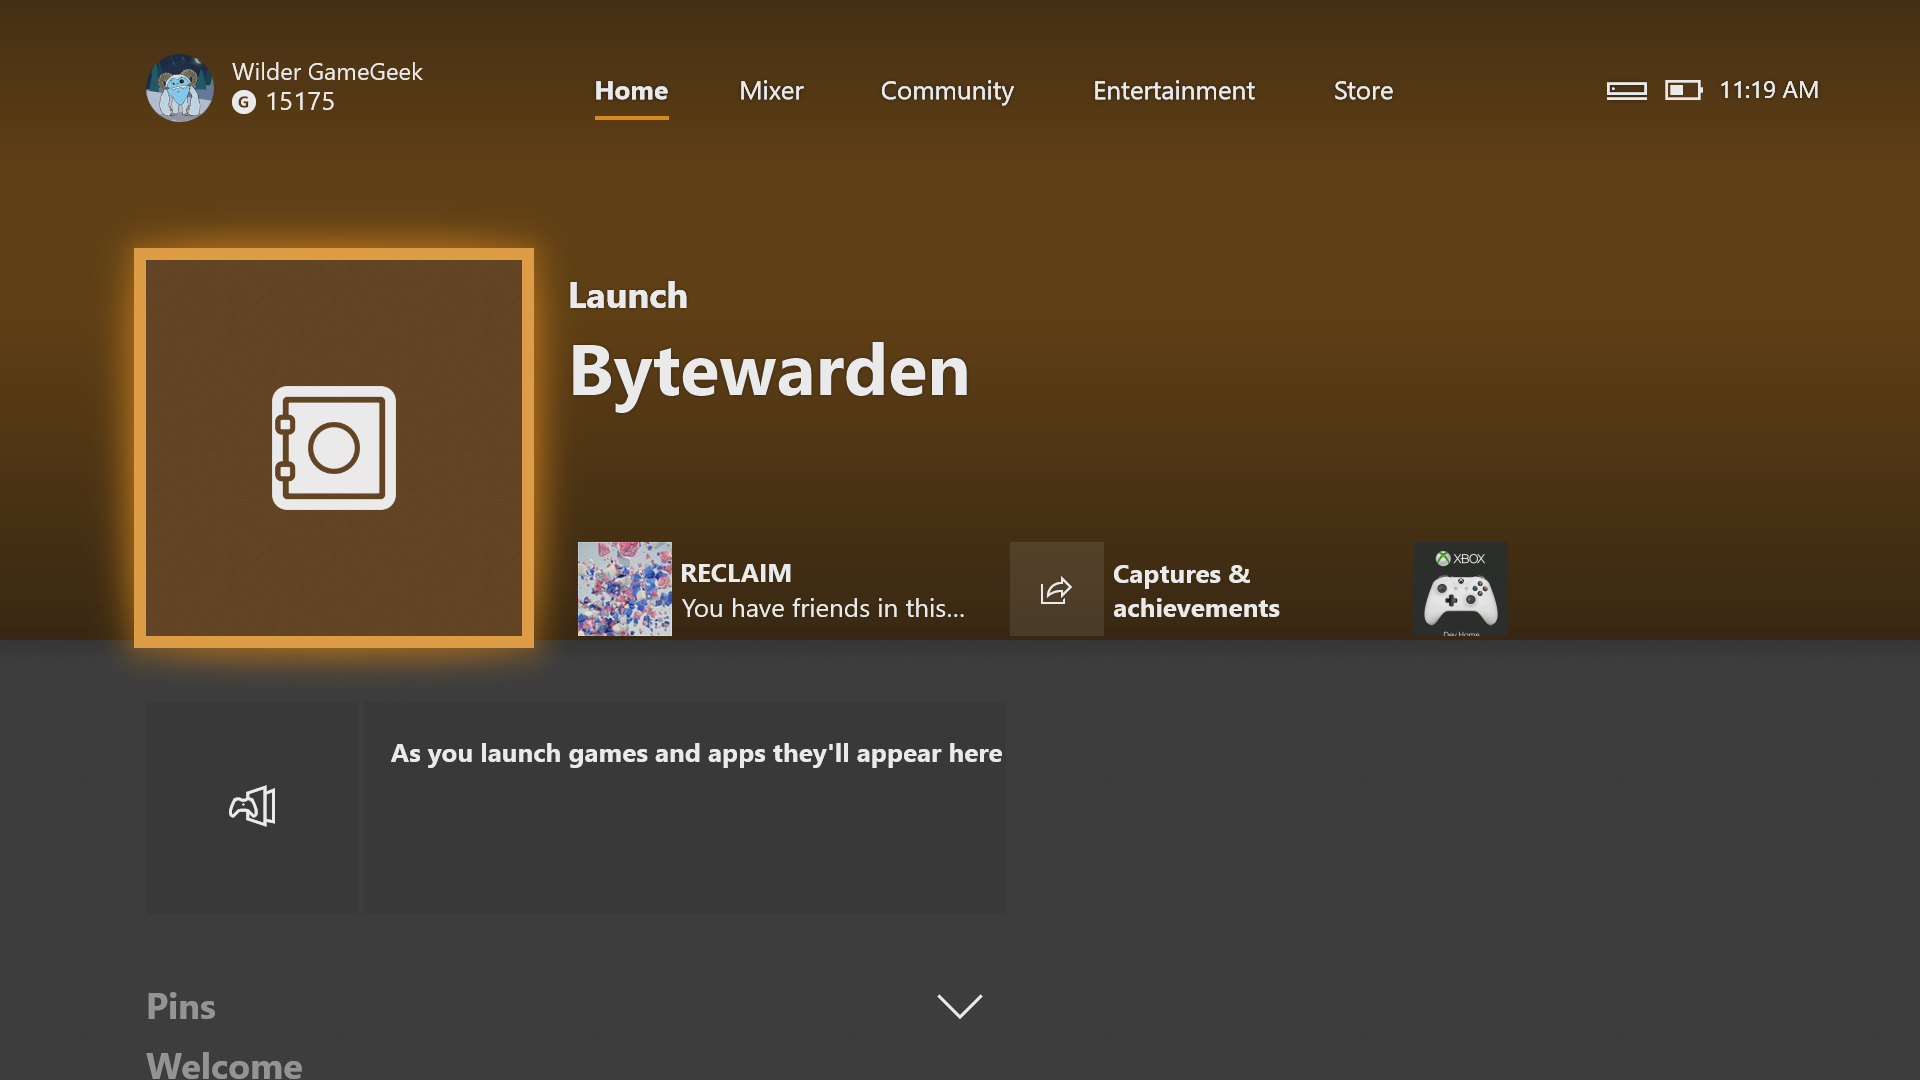 Wilder GameGeek
G 15175
Home
Mixer
Community
Entertainment
Store
11:19 AM
Launch
Bytewarden
RECLAIM
You have friends in this...
Captures &
achievements
XBOX
Dev Home
As you launch games and apps they'll appear here
Pins
Welcome